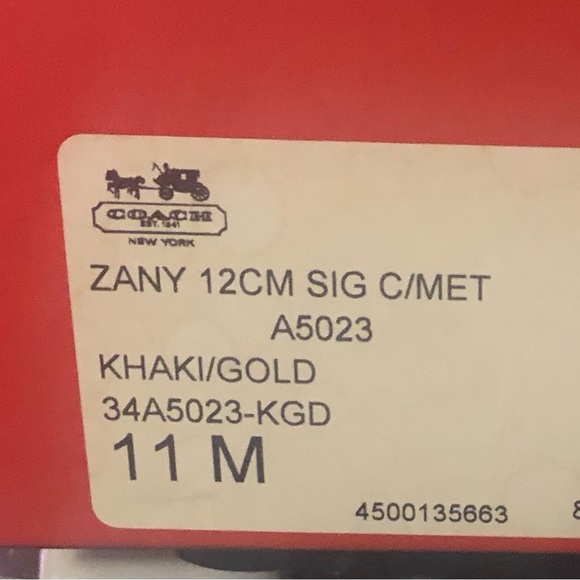 COACH
EST. 1941
NEW YORK
ZANY 12CM SIG C/MET
A5023
KHAKI/GOLD
34A5023-KGD
11 M
4500135663